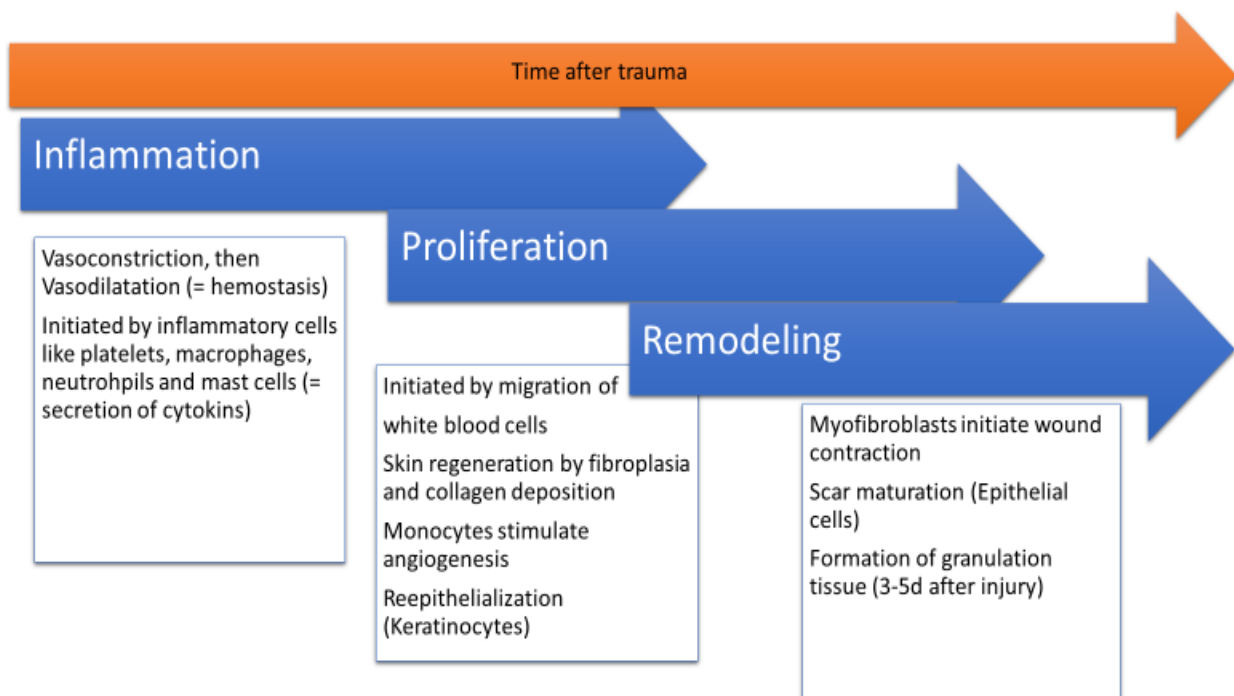 Time after trauma
Inflammation
Vasoconstriction, then
Vasodilatation (= hemostasis)
Initiated by inflammatory cells
like platelets, macrophages,
neutrohpils and mast cells (=
secretion of cytokins)
Proliferation
Initiated by migration of
white blood cells
Skin regeneration by fibroplasia
and collagen deposition
Monocytes stimulate
angiogenesis
Reepithelialization
(Keratinocytes)
Remodeling
Myofibroblasts initiate wound
contraction
Scar maturation (Epithelial
cells)
Formation of granulation
tissue (3-5d after injury)